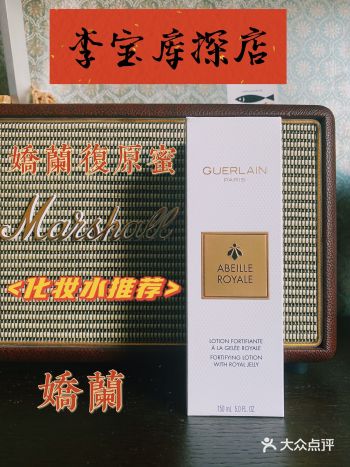 李宝库探店
嬌蘭復原蜜
Marshall
<化妆水推荐>
嬌蘭
GUERLAIN
PARIS
ABEILLE
ROYALE
LOTION FORTIFIANTE
À LA GELÉE ROYALE
FORTIFYING LOTION
WITH ROYAL JELLY
150 ml 5.0 FL. OZ
大众点评